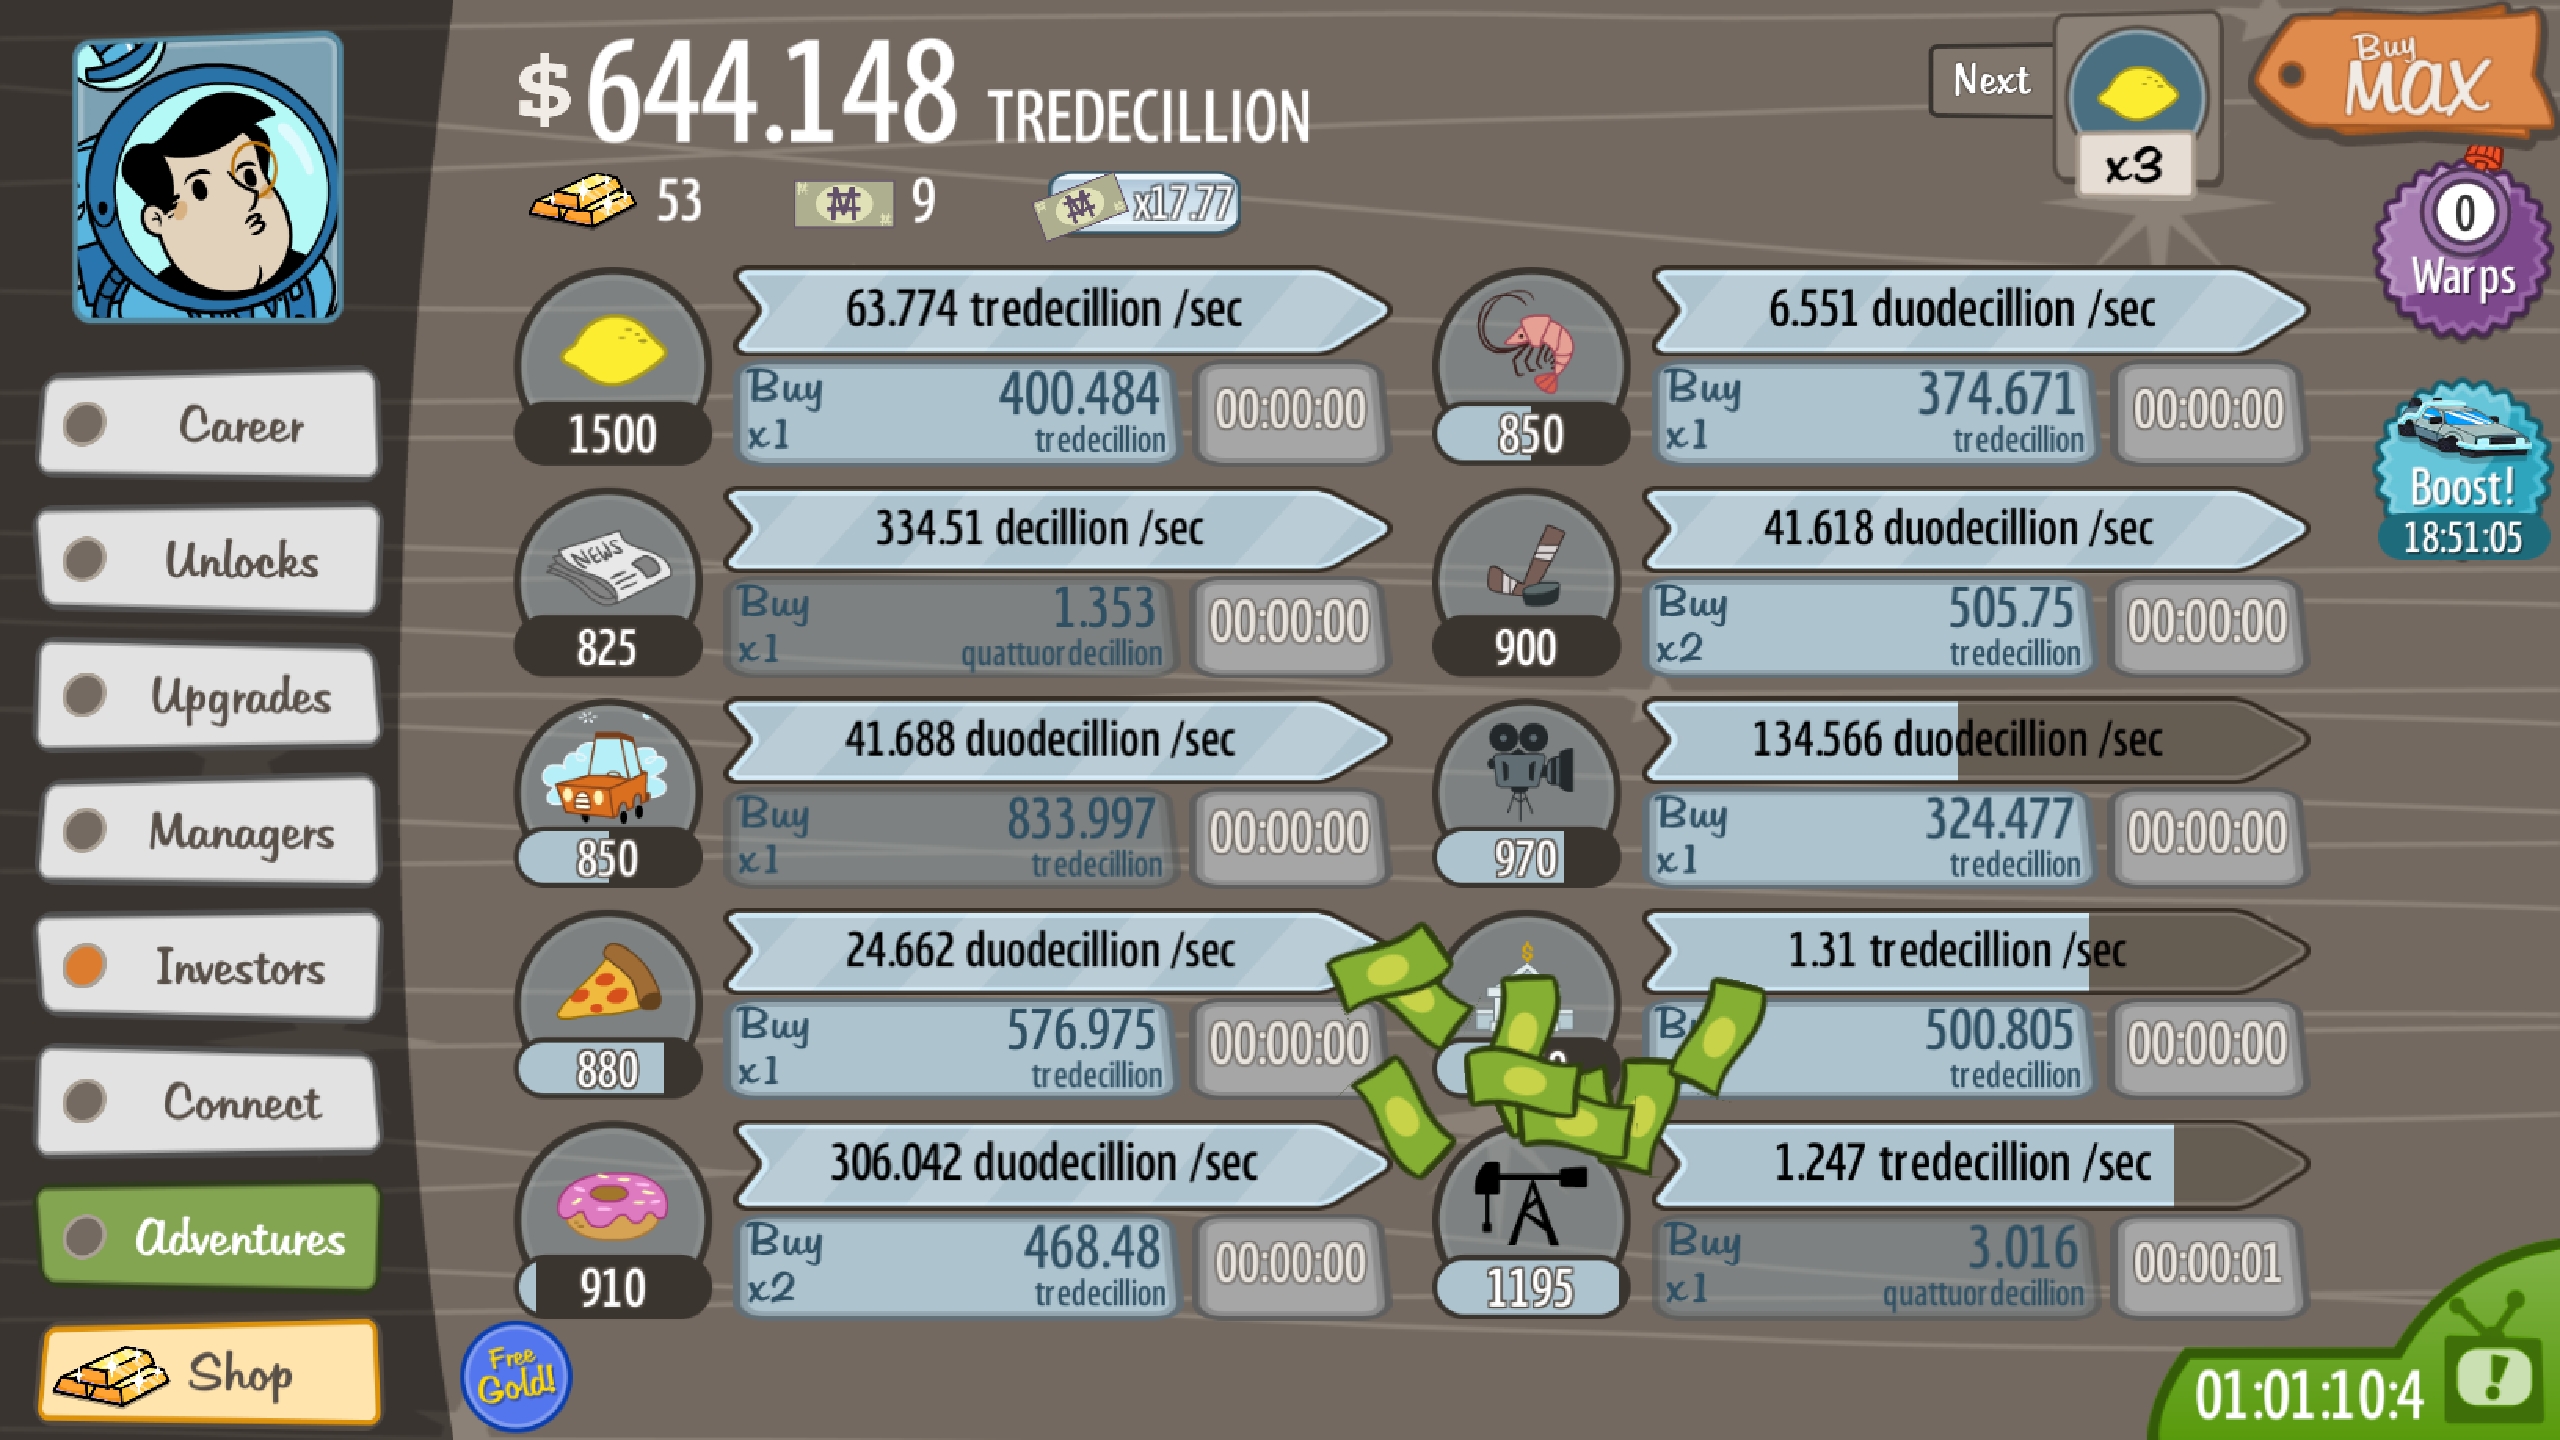 $644.148 TREDECILLION
53
9
x17.77
Next
x3
Buy
MAX
0
Warps
Boost!
18:51:05
Career
Unlocks
Upgrades
Managers
Investors
Connect
Adventures
Shop
63.774 tredecillion /sec
1500
Buy
x1
400.484
tredecillion
00:00:00
6.551 duodecillion /sec
850
Buy
x1
374.671
tredecillion
00:00:00
334.51 decillion /sec
NEWS
825
Buy
x1
1.353
quattuordecillion
00:00:00
41.618 duodecillion /sec
900
Buy
x2
505.75
tredecillion
00:00:00
41.688 duodecillion /sec
850
Buy
x1
833.997
tredecillion
00:00:00
134.566 duodecillion /sec
970
Buy
x1
324.477
tredecillion
00:00:00
24.662 duodecillion /sec
880
Buy
x1
576.975
tredecillion
00:00:00
1.31 tredecillion /sec
500.805
tredecillion
00:00:00
306.042 duodecillion /sec
910
Buy
x2
468.48
tredecillion
00:00:00
1.247 tredecillion /sec
1195
Buy
x1
3.016
quattuordecillion
00:00:01
Free
Gold!
01:01:10:4